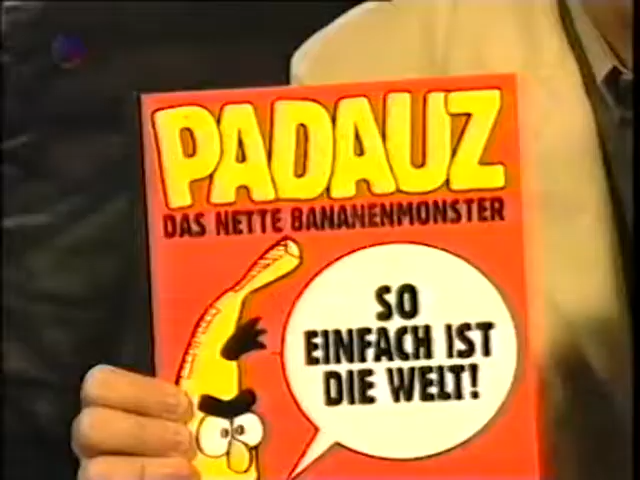 PADAUZ
DAS NETTE BANANENMONSTER
SO
EINFACH IST
DIE WELT!